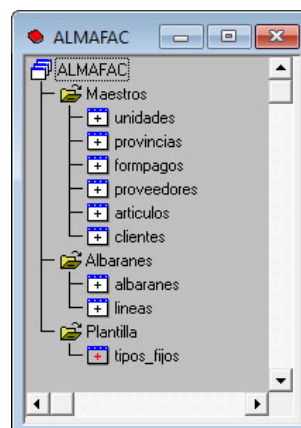 ALMAFAC
ALMAFAC
Maestros
unidades
provincias
formpagos
proveedores
articulos
clientes
Albaranes
albaranes
lineas
Plantilla
tipos_fijos